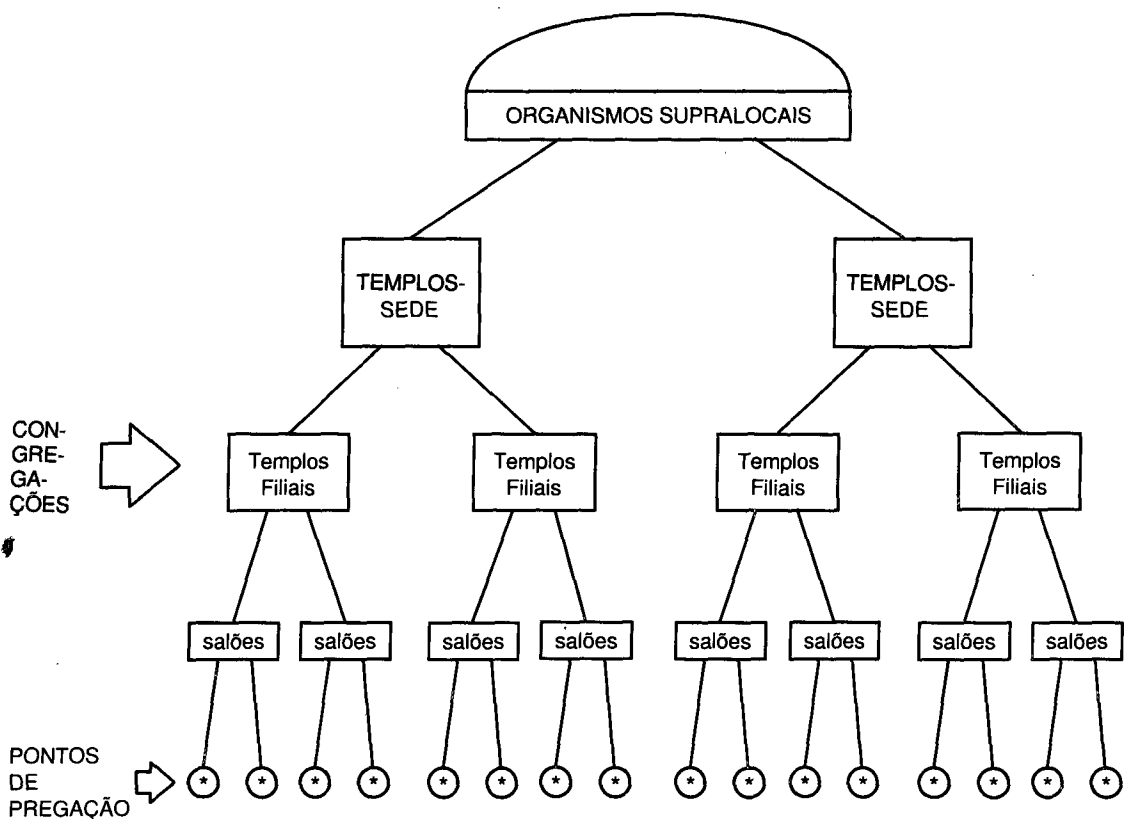 ORGANISMOS SUPRALOCAIS
TEMPLOS-
SEDE
TEMPLOS-
SEDE
CON-
GRE-
GA-
ÇÕES
Templos
Filiais
Templos
Filiais
Templos
Filiais
Templos
Filiais
salões
salões
salões
salões
salões
salões
salões
salões
PONTOS
DE
PREGAÇÃO
* * * * * * * * * * * * * * * *